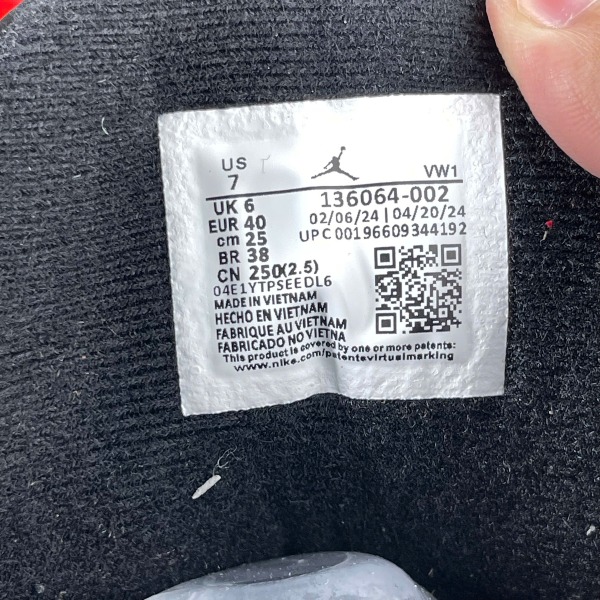 US
7
VW1
UK 6
EUR 40
cm 25
BR 38
CN 250(2.5)
136064-002
02/06/24 | 04/20/24
UPC 00196609344192
04E1YTPSEEDL6
MADE IN VIETNAM
HECHO EN VIETNAM
FABRIQUE AU VIETNAM
FABRICADO NO VIETNA
This product is covered by one or more patents:
www.nike.com/patentsvirtualmarking